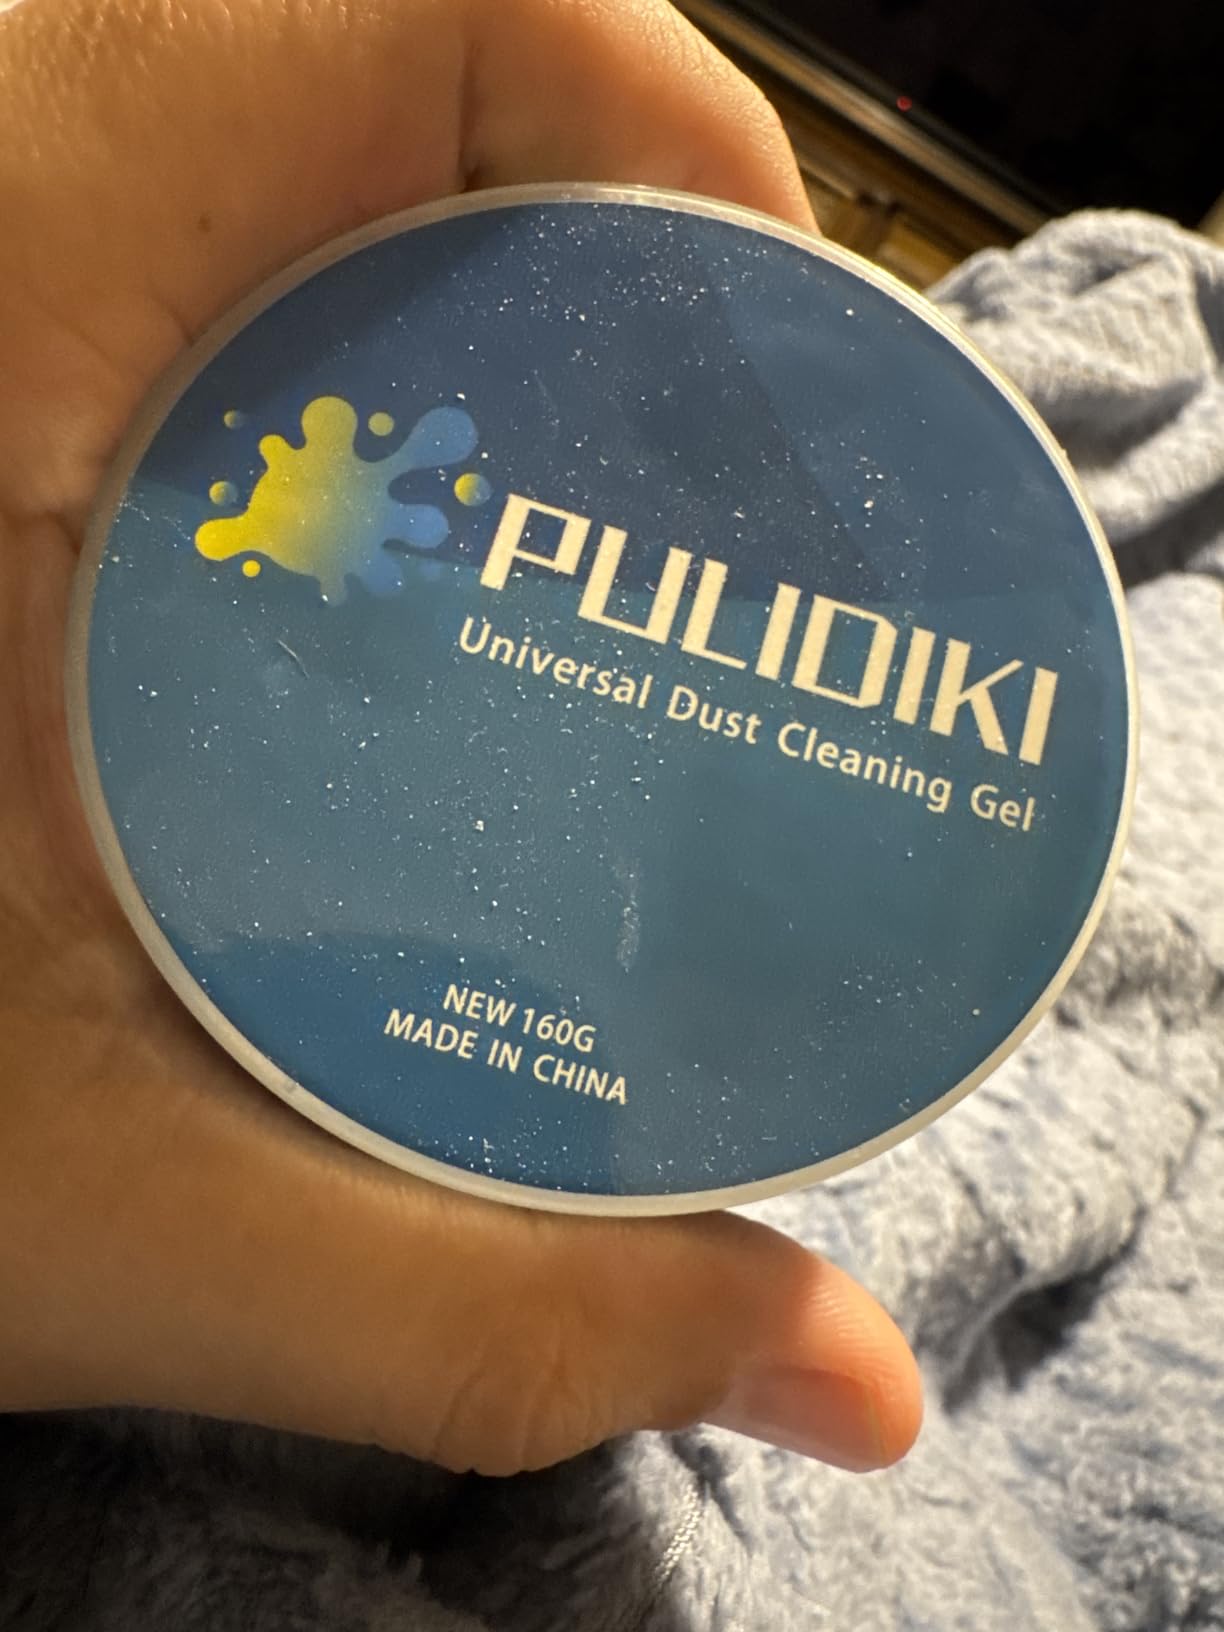 PULIDIKI
Universal Dust Cleaning Gel
NEW 160G
MADE IN CHINA